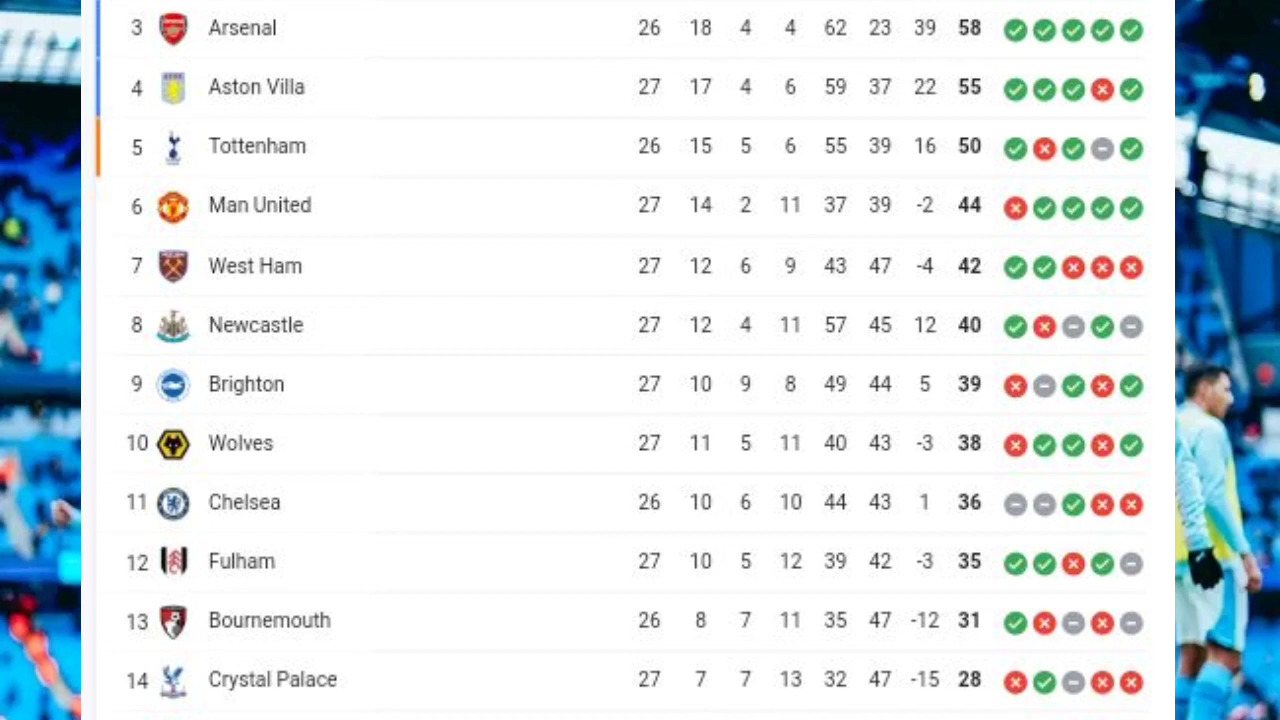 3 Arsenal 26 18 4 4 62 23 39 58
4 Aston Villa 27 17 4 6 59 37 22 55
5 Tottenham 26 15 5 6 55 39 16 50
6 Man United 27 14 2 11 37 39 -2 44
7 West Ham 27 12 6 9 43 47 -4 42
8 Newcastle 27 12 4 11 57 45 12 40
9 Brighton 27 10 9 8 49 44 5 39
10 Wolves 27 11 5 11 40 43 -3 38
11 Chelsea 26 10 6 10 44 43 1 36
12 Fulham 27 10 5 12 39 42 -3 35
13 Bournemouth 26 8 7 11 35 47 -12 31
14 Crystal Palace 27 7 7 13 32 47 -15 28